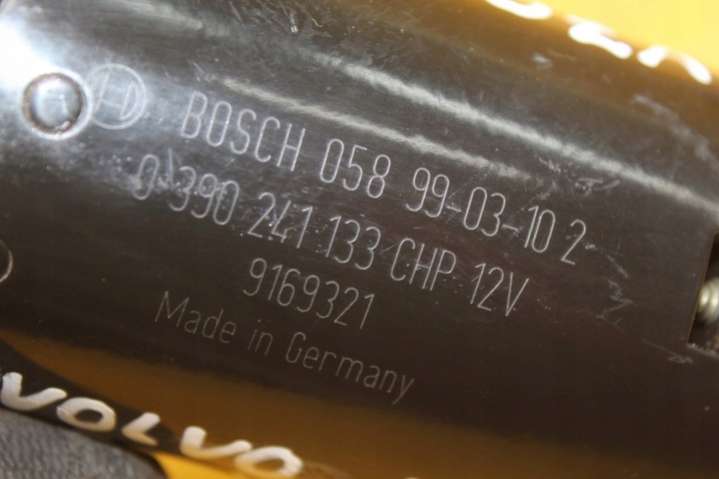 BOSCH 058 99-03-10 2
0 390 241 133 CHP 12V
9169321
Made in Germany
VOLVO